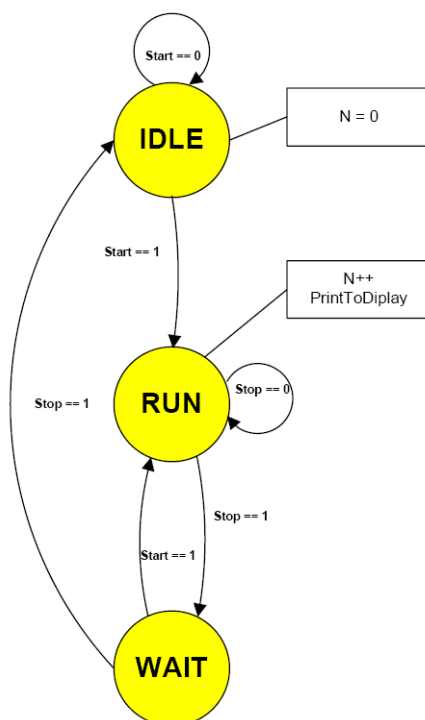 Start == 0
IDLE
N = 0
Start == 1
N++
PrintToDiplay
RUN
Stop == 0
Stop == 1
Stop == 1
Start == 1
WAIT